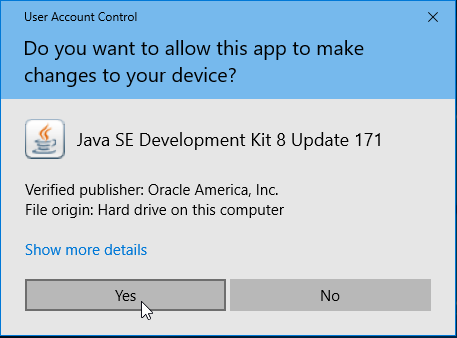 User Account Control
Do you want to allow this app to make
changes to your device?
Java SE Development Kit 8 Update 171
Verified publisher: Oracle America, Inc.
File origin: Hard drive on this computer
Show more details
Yes
No